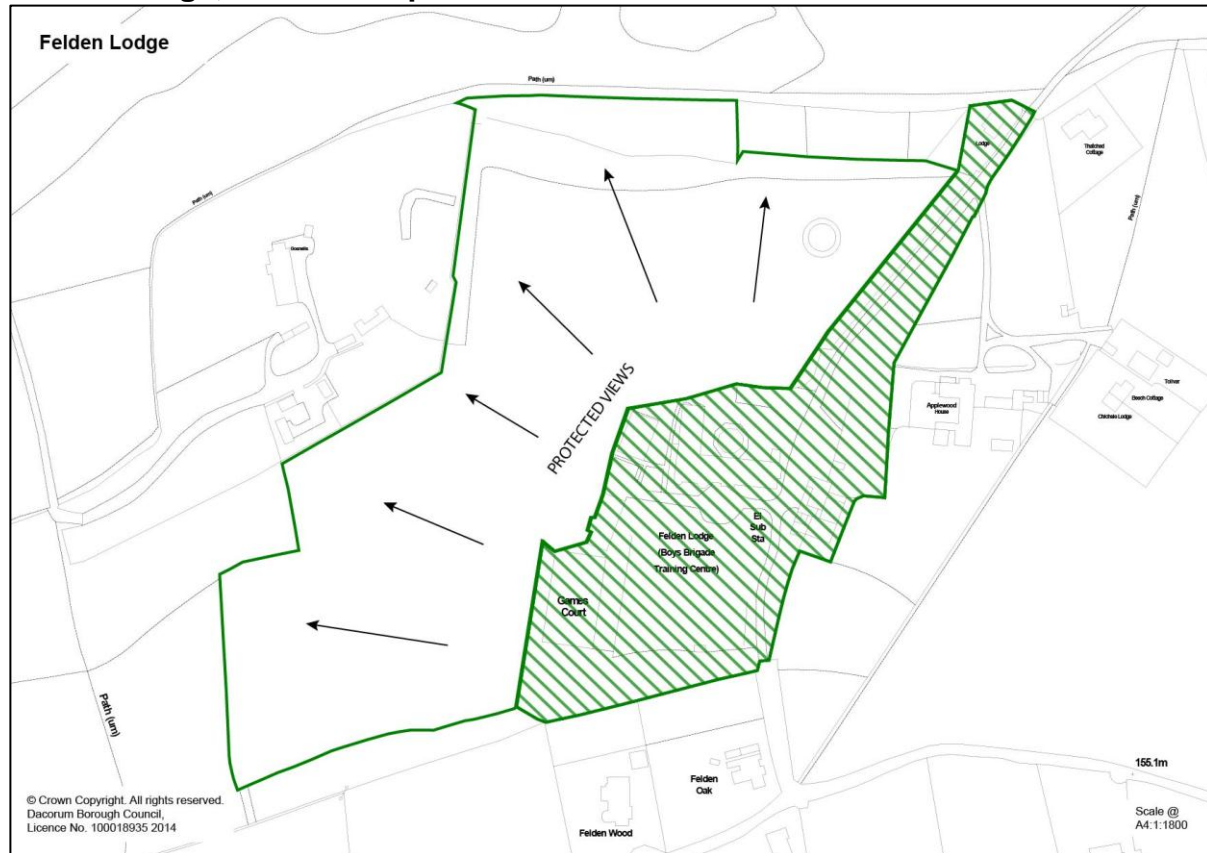 Felden Lodge
Path (um)
Lodge
Thatched
Cottage
Path (um)
Path (um)
PROTECTED VIEWS
Applewood
House
Beech Cottage
Chichele Lodge
El
Sub
Sta
Felden Lodge
(Boys Brigade
Training Centre)
Games
Court
Path (um)
Felden
Oak
Felden Wood
155.1m
© Crown Copyright. All rights reserved.
Dacorum Borough Council,
Licence No. 100018935 2014
Scale @
A4:1:1800